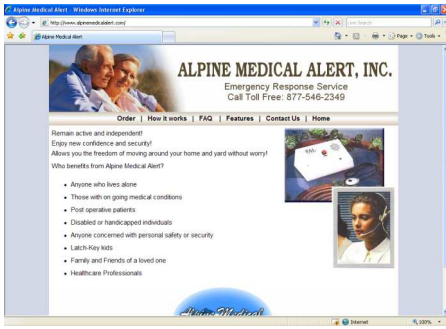 Alpine Medical Alert - Windows Internet Explorer
http://www.alpinemedicalalert.com/
Live Search
Alpine Medical Alert
Page
Tools
ALPINE MEDICAL ALERT, INC.
Emergency Response Service
Call Toll Free: 877-546-2349
Order | How it works | FAQ | Features | Contact Us | Home
Remain active and independent!
Enjoy new confidence and security!
Allows you the freedom of moving around your home and yard without worry!
Who benefits from Alpine Medical Alert?
Anyone who lives alone
Those with on going medical conditions
Post operative patients
Disabled or handicapped individuals
Anyone concerned with personal safety or security
Latch-Key kids
Family and Friends of a loved one
Healthcare Professionals
Alpine Medical
Internet
100%